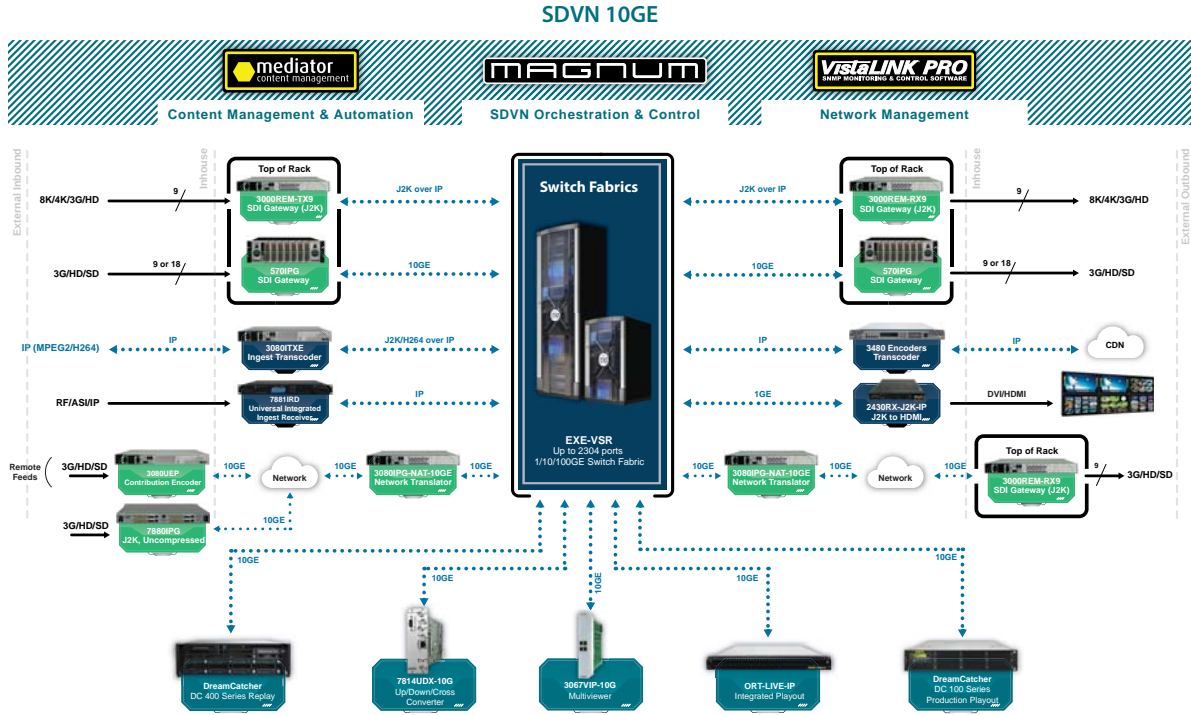 SDVN 10GE
mediator
content management
MAGNUM
VistaLINK PRO
SNMP MONITORING & CONTROL SOFTWARE
Content Management & Automation
SDVN Orchestration & Control
Network Management
External Inbound
Inhouse
Inhouse
External Outbound
Top of Rack
8K/4K/3G/HD
9
3000REM-TX9
SDI Gateway (J2K)
J2K over IP
3G/HD/SD
9 or 18
570IPG
SDI Gateway
10GE
IP (MPEG2/H264)
IP
3080ITXE
Ingest Transcoder
J2K/H264 over IP
RF/ASI/IP
7881IRD
Universal Integrated
Ingest Receiver
IP
Remote
Feeds
3G/HD/SD
3080UEP
Contribution Encoder
10GE
Network
10GE
3080IPG-NAT-10GE
Network Translator
10GE
3G/HD/SD
7880IPG
J2K, Uncompressed
10GE
Switch Fabrics
EXE-VSR
Up to 2304 ports
1/10/100GE Switch Fabric
Top of Rack
J2K over IP
3000REM-RX9
SDI Gateway (J2K)
9
8K/4K/3G/HD
10GE
570IPG
SDI Gateway
9 or 18
3G/HD/SD
IP
3480 Encoders
Transcoder
IP
CDN
1GE
2430RX-J2K-IP
J2K to HDMI
DVI/HDMI
10GE
3080IPG-NAT-10GE
Network Translator
10GE
Network
10GE
Top of Rack
3000REM-RX9
SDI Gateway (J2K)
9
3G/HD/SD
10GE
10GE
10GE
10GE
10GE
DreamCatcher
DC 400 Series Replay
7814UDX-10G
Up/Down/Cross
Converter
3067VIP-10G
Multiviewer
ORT-LIVE-IP
Integrated Playout
DreamCatcher
DC 100 Series
Production Playout